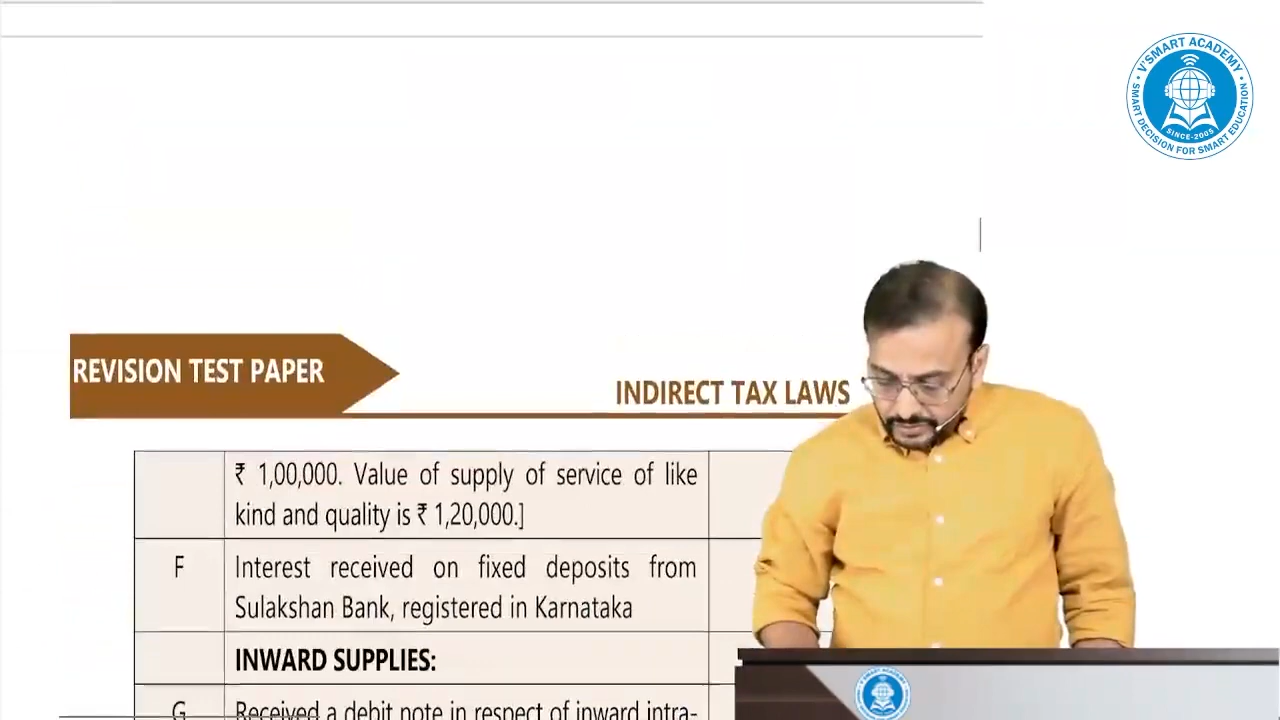 V'SMART ACADEMY
SMART DECISION FOR SMART EDUCATION
SINCE-2005
REVISION TEST PAPER
INDIRECT TAX LAWS
₹ 1,00,000. Value of supply of service of like
kind and quality is ₹ 1,20,000.]
F
Interest received on fixed deposits from
Sulakshan Bank, registered in Karnataka
INWARD SUPPLIES:
G
Received a debit note in respect of inward intra-